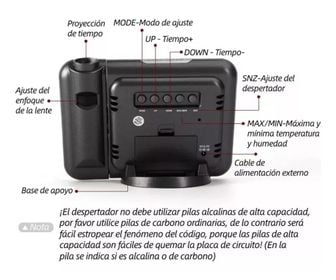 Proyección
de tiempo
MODE-Modo de ajuste
UP - Tiempo+
DOWN - Tiempo-
SNZ-Ajuste del
despertador
Ajuste del
enfoque
de la lente
MAX/MIN-Máxima y
mínima temperatura
y humedad
Cable de
alimentación externo
Base de apoyo
Nota
¡El despertador no debe utilizar pilas alcalinas de alta capacidad,
por favor utilice pilas de carbono ordinarias, de lo contrario será
fácil estropear el fenómeno del código, porque las pilas de alta
capacidad son fáciles de quemar la placa de circuito! (En la
pila se indica si es alcalina o de carbono)